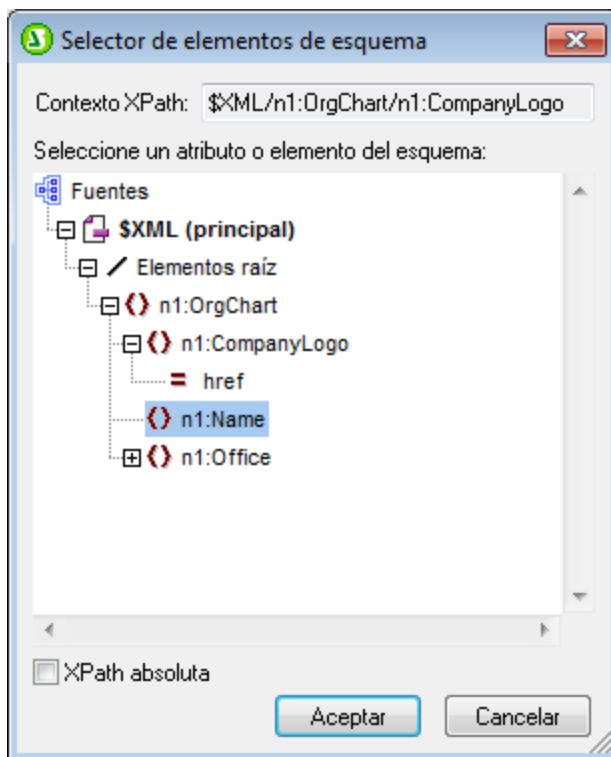 Selector de elementos de esquema
Contexto XPath: $XML/n1:OrgChart/n1:CompanyLogo
Seleccione un atributo o elemento del esquema:
Fuentes
$XML (principal)
Elementos raíz
n1:OrgChart
n1:CompanyLogo
href
n1:Name
n1:Office
XPath absoluta
Aceptar Cancelar